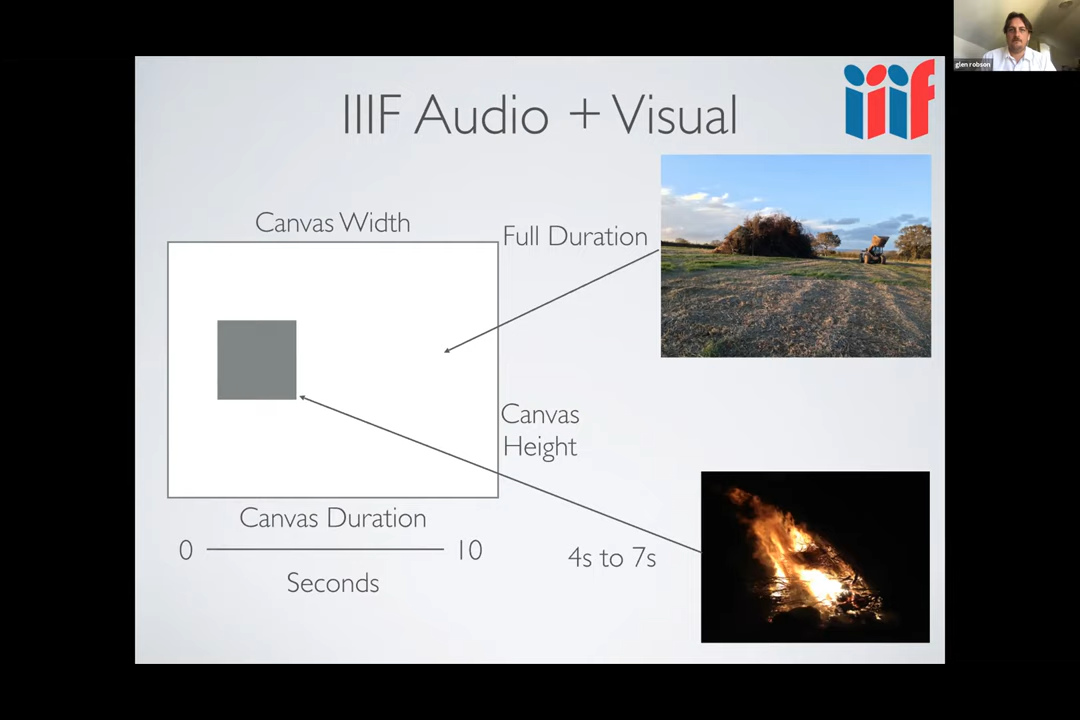 glen robson
IIIF Audio + Visual
iiif
Canvas Width
Full Duration
Canvas
Height
Canvas Duration
0
10
Seconds
4s to 7s